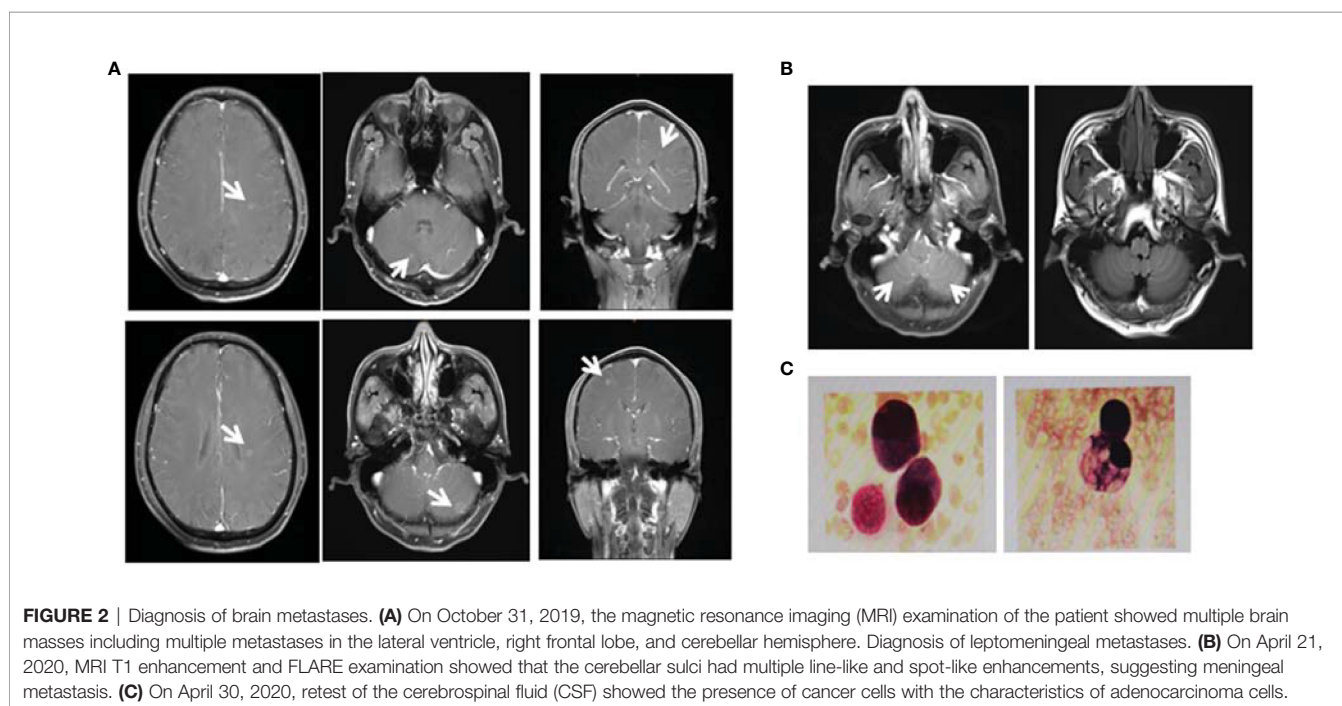 A
B
C
FIGURE 2 | Diagnosis of brain metastases. (A) On October 31, 2019, the magnetic resonance imaging (MRI) examination of the patient showed multiple brain
masses including multiple metastases in the lateral ventricle, right frontal lobe, and cerebellar hemisphere. Diagnosis of leptomeningeal metastases. (B) On April 21,
2020, MRI T1 enhancement and FLARE examination showed that the cerebellar sulci had multiple line-like and spot-like enhancements, suggesting meningeal
metastasis. (C) On April 30, 2020, retest of the cerebrospinal fluid (CSF) showed the presence of cancer cells with the characteristics of adenocarcinoma cells.